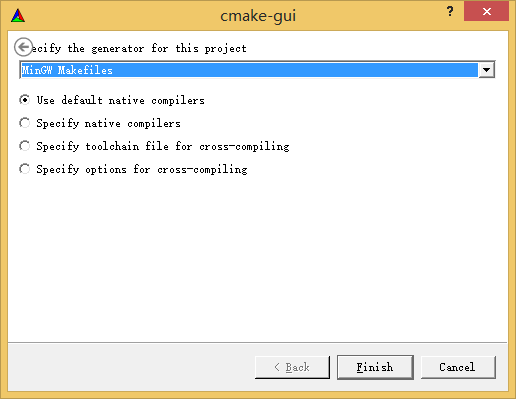 cmake-gui
?
ecify the generator for this project
MinGW Makefiles
Use default native compilers
Specify native compilers
Specify toolchain file for cross-compiling
Specify options for cross-compiling
< Back
Finish
Cancel